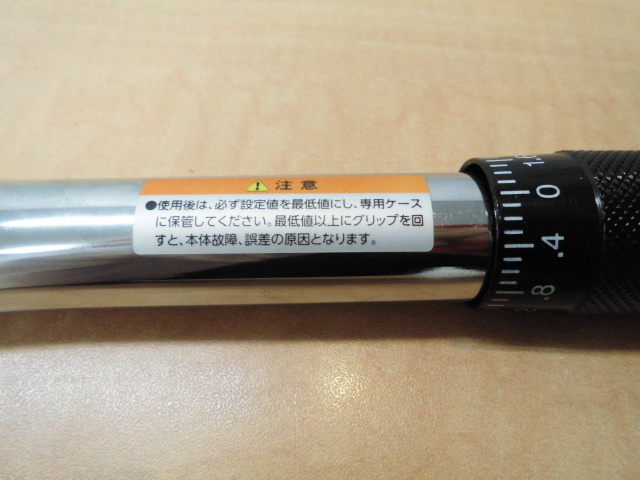 注意
●使用後は、必ず設定値を最低値にし、専用ケース
に保管してください。最低値以上にグリップを回
すと、本体故障、誤差の原因となります。
0
.4
.8